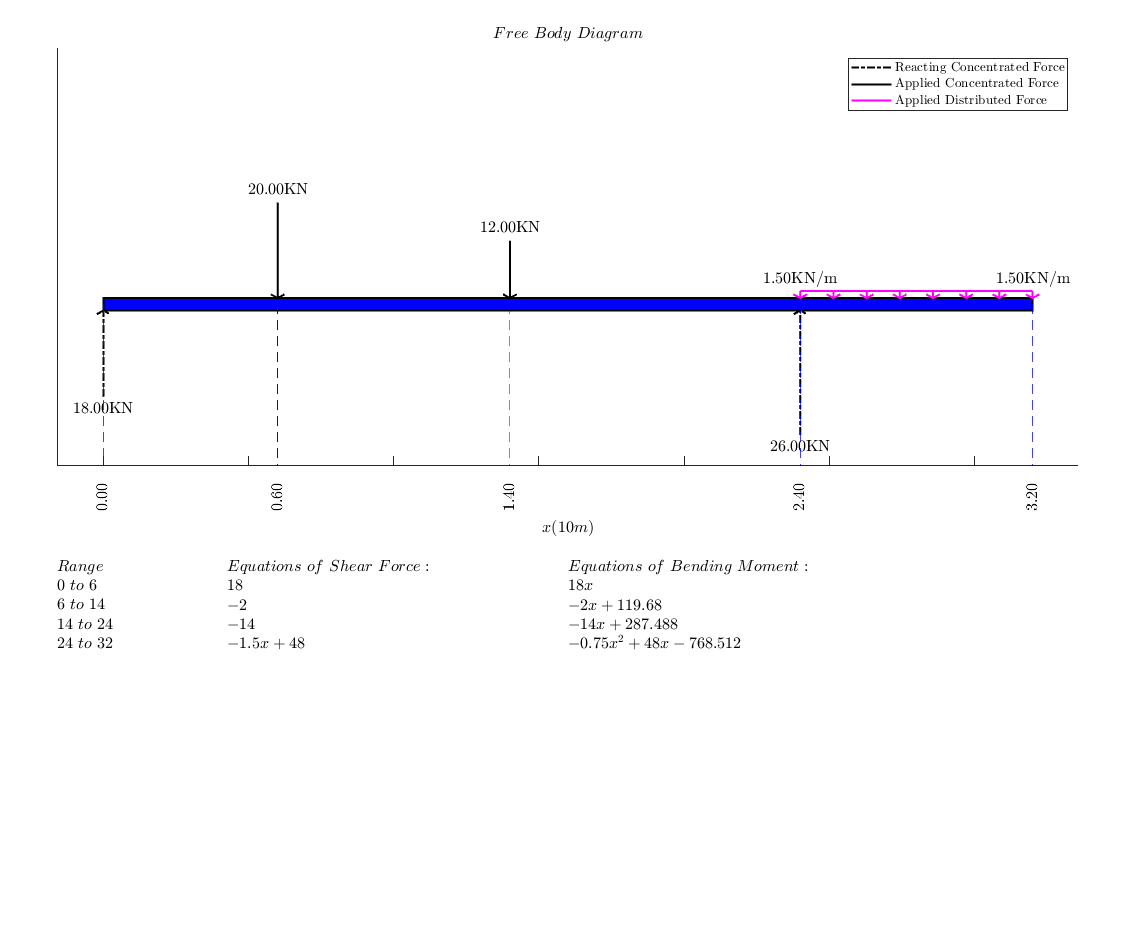 Free Body Diagram
Reacting Concentrated Force
Applied Concentrated Force
Applied Distributed Force
20.00KN
12.00KN
1.50KN/m
1.50KN/m
18.00KN
26.00KN
0.00
0.60
1.40
2.40
3.20
x(10m)
Range Equations of Shear Force : Equations of Bending Moment :
0 to 6 18 18x
6 to 14 −2 −2x + 119.68
14 to 24 −14 −14x + 287.488
24 to 32 −1.5x + 48 −0.75x² + 48x − 768.512